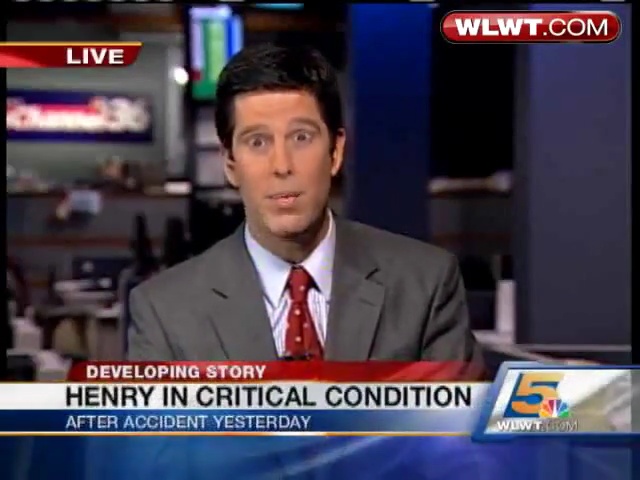 WLWT.COM
LIVE
DEVELOPING STORY
HENRY IN CRITICAL CONDITION
AFTER ACCIDENT YESTERDAY
5
WLWT.COM